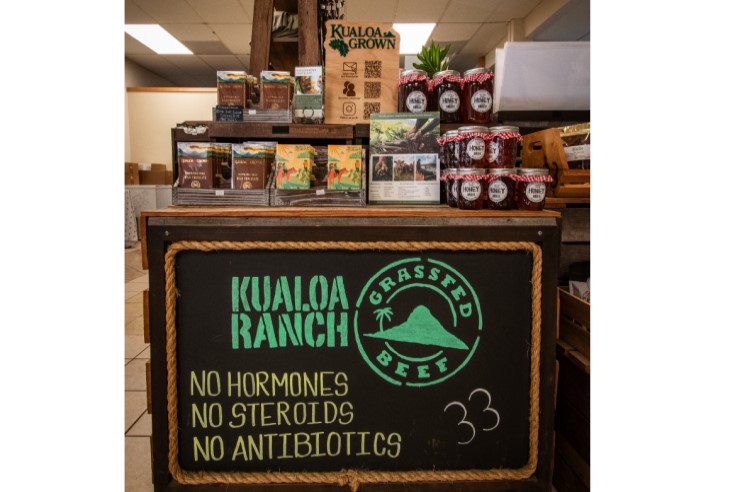 KUALOA
GROWN
HONEY
HONEY
HONEY
HONEY
HONEY
HONEY
KUALOA
RANCH
GRASSFED
BEEF
NO HORMONES
NO STEROIDS
NO ANTIBIOTICS
33